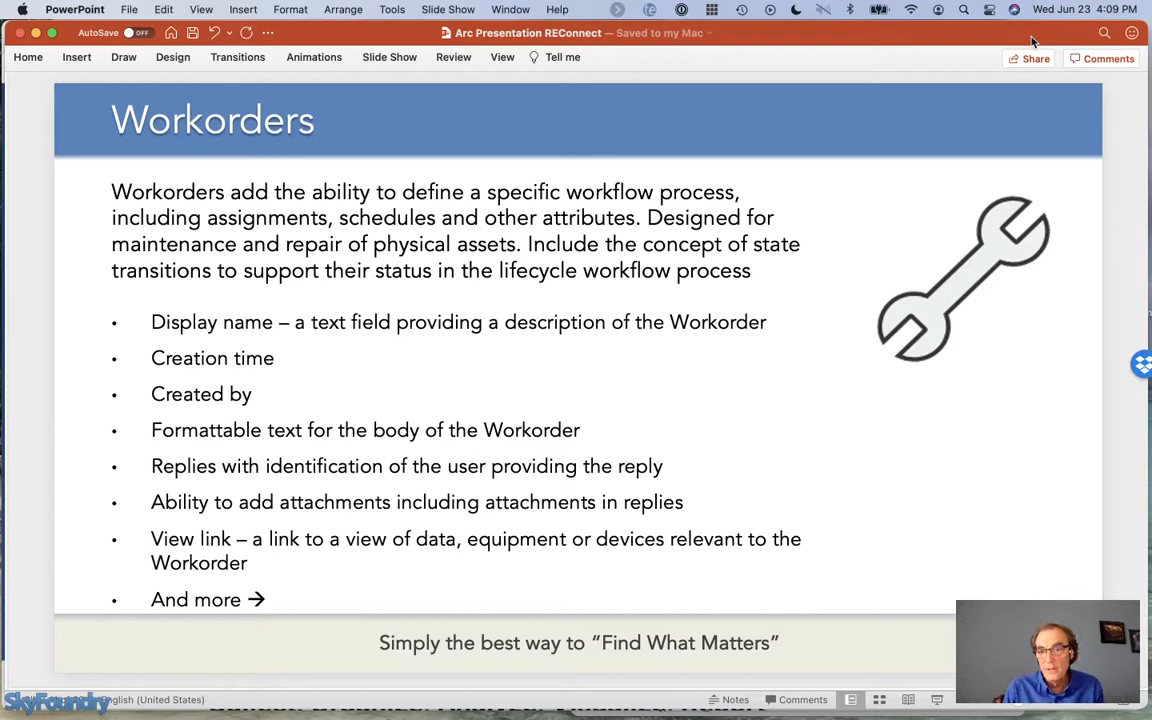 PowerPoint File Edit View Insert Format Arrange Tools Slide Show Window Help Wed Jun 23 4:09 PM
AutoSave OFF Arc Presentation REConnect — Saved to my Mac
Home Insert Draw Design Transitions Animations Slide Show Review View Tell me Share Comments
Workorders
Workorders add the ability to define a specific workflow process,
including assignments, schedules and other attributes. Designed for
maintenance and repair of physical assets. Include the concept of state
transitions to support their status in the lifecycle workflow process
• Display name – a text field providing a description of the Workorder
• Creation time
• Created by
• Formattable text for the body of the Workorder
• Replies with identification of the user providing the reply
• Ability to add attachments including attachments in replies
• View link – a link to a view of data, equipment or devices relevant to the
Workorder
• And more →
Simply the best way to “Find What Matters”
SkyFoundry English (United States) Notes Comments